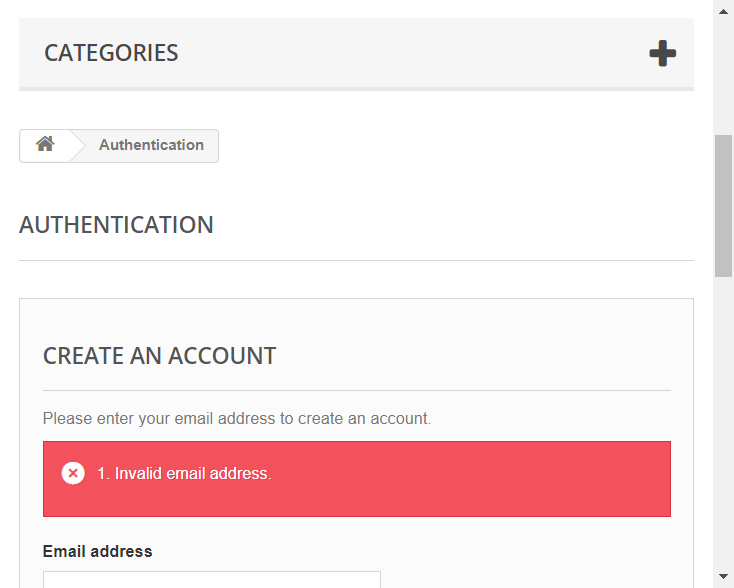 CATEGORIES
Authentication
AUTHENTICATION
CREATE AN ACCOUNT
Please enter your email address to create an account.
1. Invalid email address.
Email address